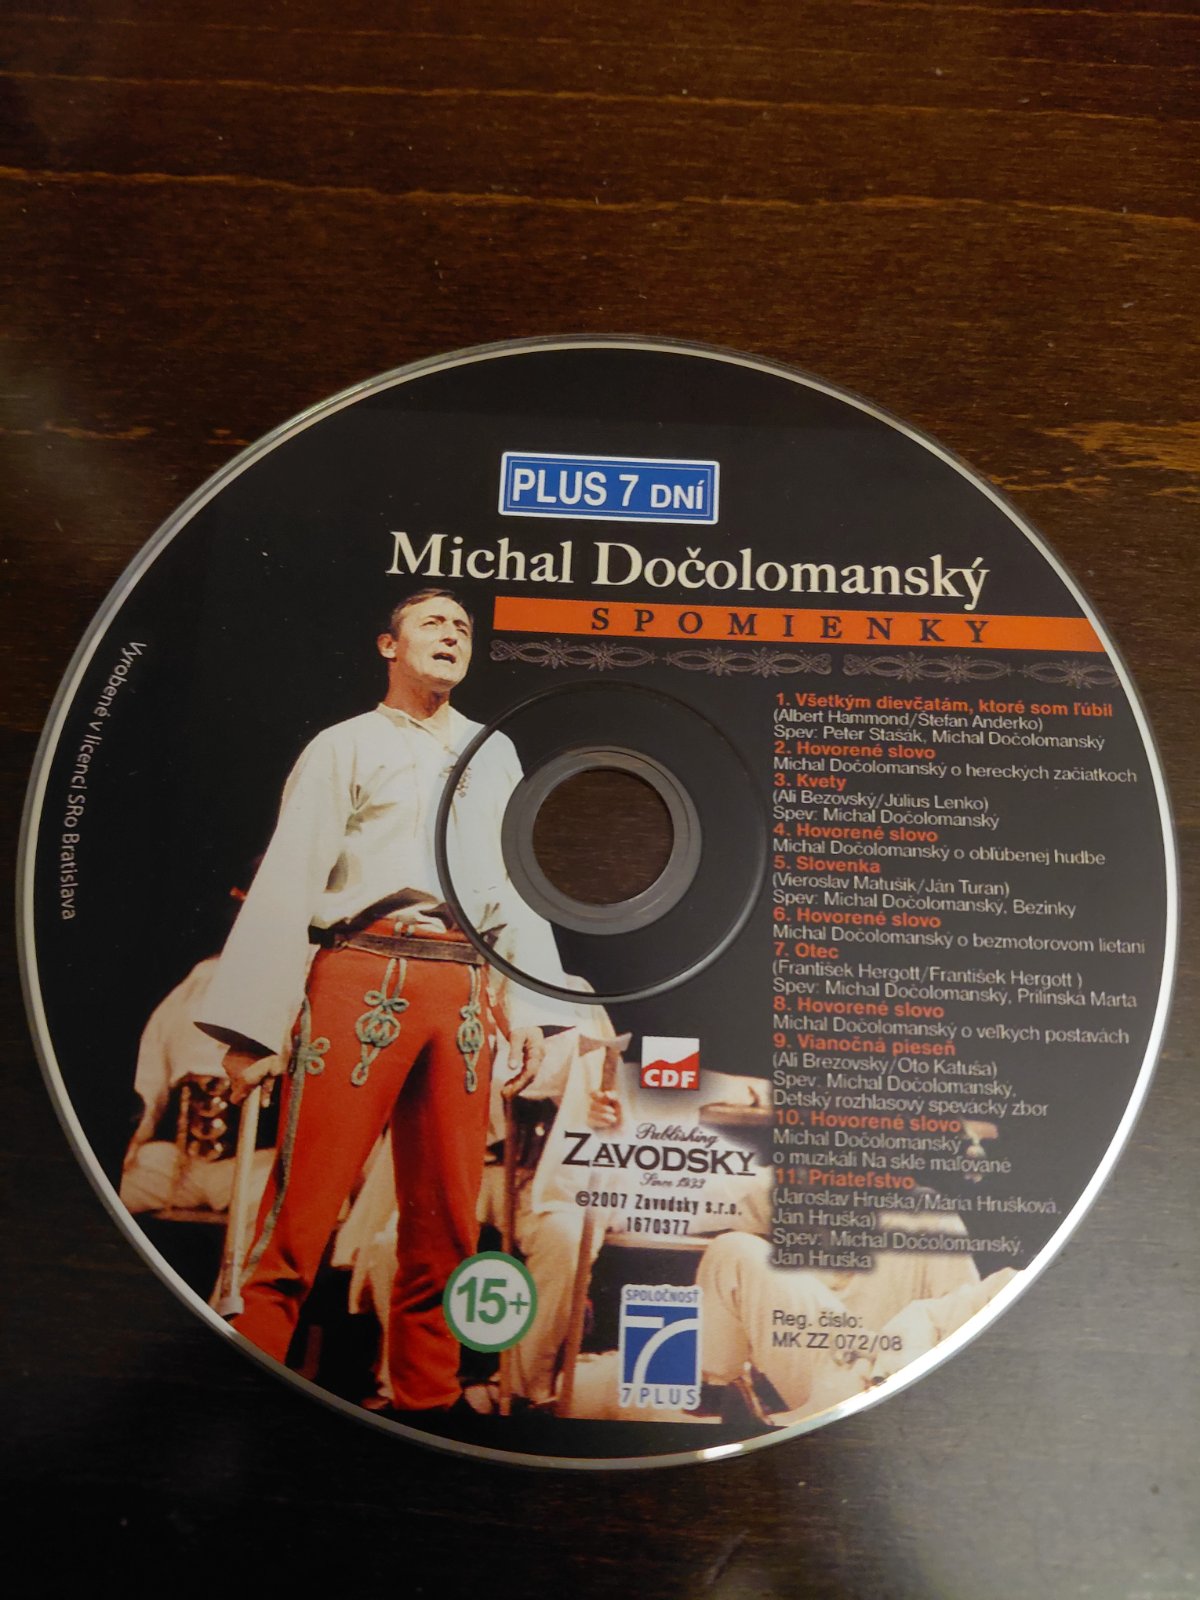 PLUS 7 DNÍ
Michal Dočolomanský
SPOMIENKY
1. Všetkým dievčatám, ktoré som ľúbil
(Albert Hammond/Štefan Anderko)
Spev: Peter Stašák, Michal Dočolomanský
2. Hovorené slovo
Michal Dočolomanský o hereckých začiatkoch
3. Kvety
(Ali Bezovský/Július Lenko)
Spev: Michal Dočolomanský
4. Hovorené slovo
Michal Dočolomanský o obľúbenej hudbe
5. Slovenka
(Vieroslav Matušik/Ján Turan)
Spev: Michal Dočolomanský, Bezinky
6. Hovorené slovo
Michal Dočolomanský o bezmotorovom lietaní
7. Otec
(František Hergott/František Hergott )
Spev: Michal Dočolomanský, Prílinská Marta
8. Hovorené slovo
Michal Dočolomanský o veľkých postavách
9. Vianočná pieseň
(Ali Brezovský/Oto Katuša)
Spev: Michal Dočolomanský,
Detský rozhlasový spevácky zbor
10. Hovorené slovo
Michal Dočolomanský
o muzikáli Na skle maľované
11. Priateľstvo
(Jaroslav Hruška/Mária Hrušková,
Ján Hruška)
Spev: Michal Dočolomanský,
Ján Hruška
Vyrobené v licencí SRo Bratislava
CDF
Publishing
ZAVODSKY
Since 1933
©2007 Zavodsky s.r.o.
1670377
15+
SPOLOČNOSŤ
7
7 PLUS
Reg. číslo:
MK ZZ 072/08